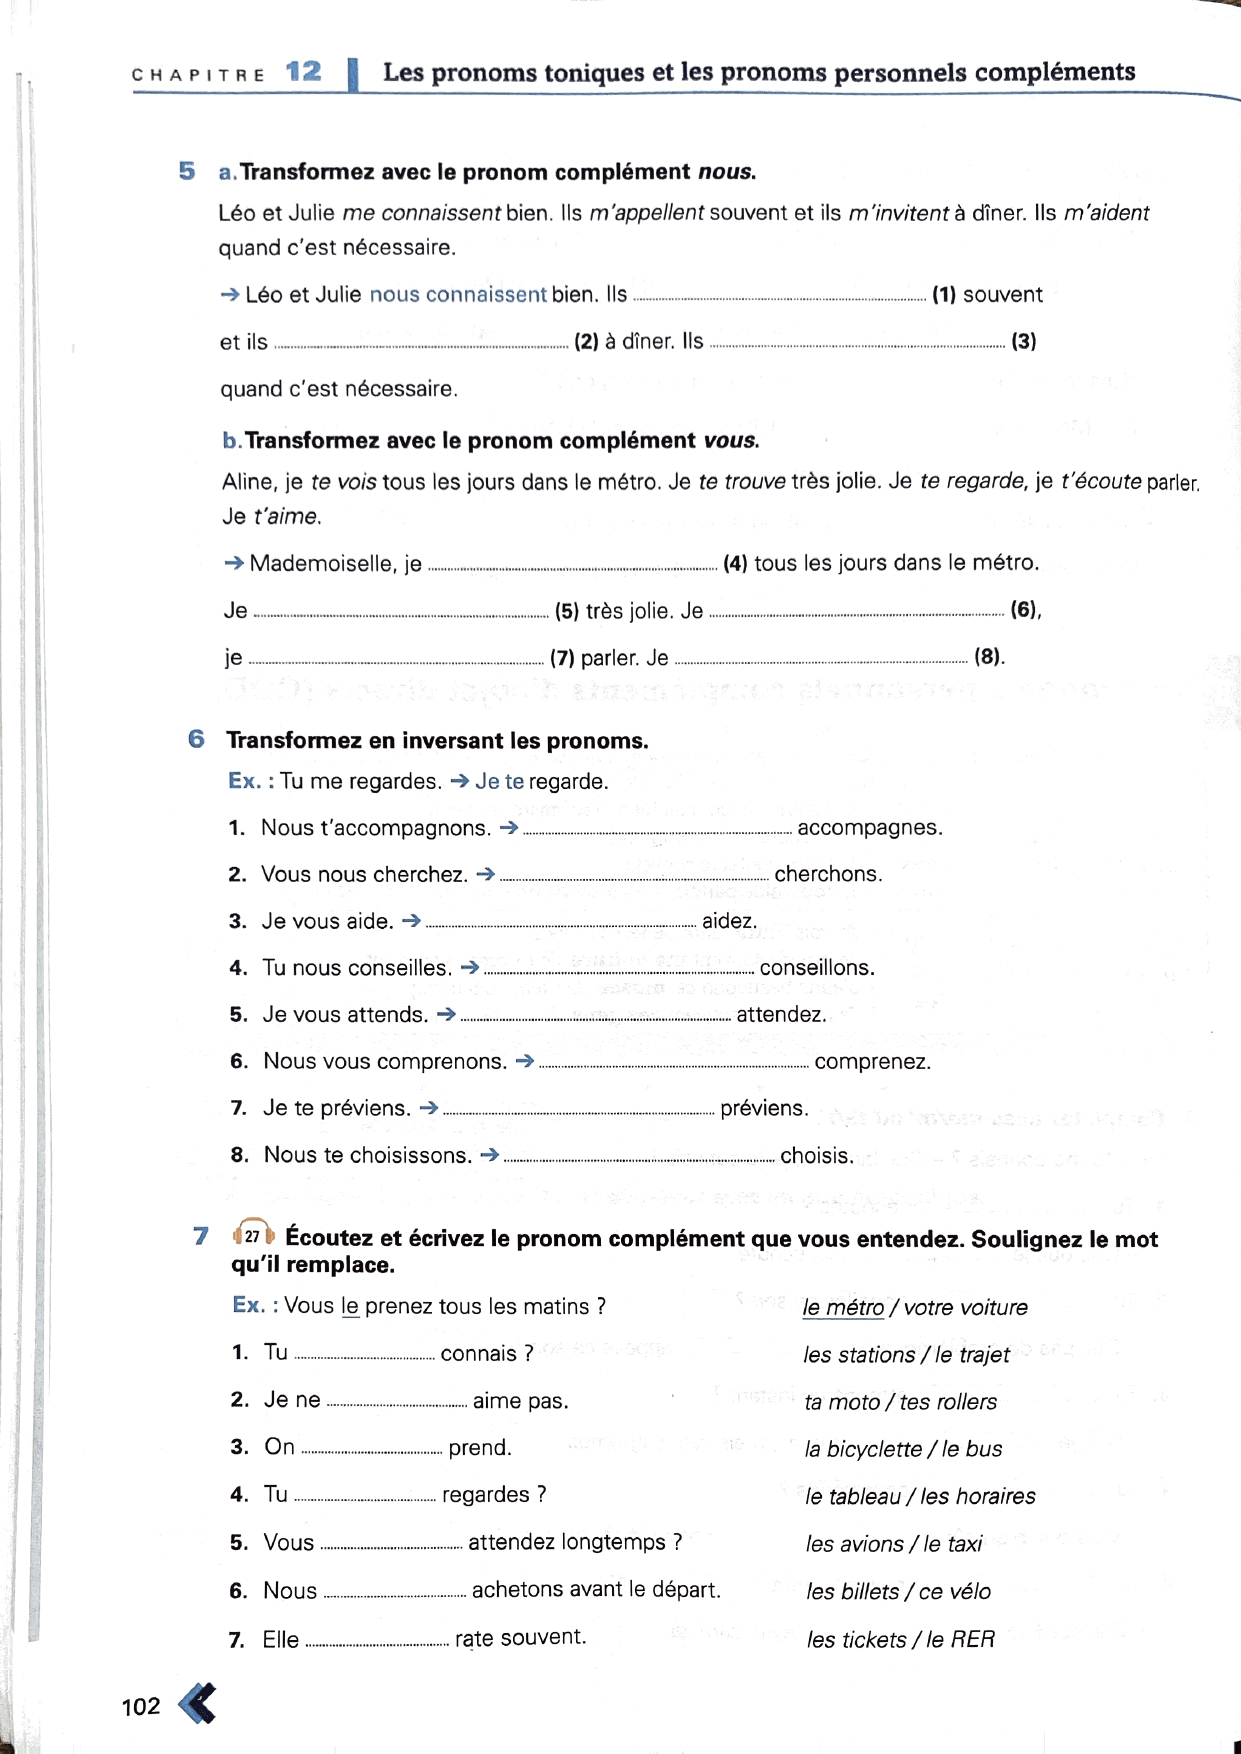 CHAPITRE 12 Les pronoms toniques et les pronoms personnels compléments
5 a. Transformez avec le pronom complément nous.
Léo et Julie me connaissent bien. Ils m'appellent souvent et ils m'invitent à dîner. Ils m'aident
quand c'est nécessaire.
→ Léo et Julie nous connaissent bien. Ils ........ (1) souvent
et ils ........ (2) à dîner. Ils ........ (3)
quand c'est nécessaire.
b. Transformez avec le pronom complément vous.
Aline, je te vois tous les jours dans le métro. Je te trouve très jolie. Je te regarde, je t'écoute parler.
Je t'aime.
→ Mademoiselle, je ........ (4) tous les jours dans le métro.
Je ........ (5) très jolie. Je ........ (6),
je ........ (7) parler. Je ........ (8).
6 Transformez en inversant les pronoms.
Ex. : Tu me regardes. → Je te regarde.
1. Nous t'accompagnons. → ........ accompagnes.
2. Vous nous cherchez. → ........ cherchons.
3. Je vous aide. → ........ aidez.
4. Tu nous conseilles. → ........ conseillons.
5. Je vous attends. → ........ attendez.
6. Nous vous comprenons. → ........ comprenez.
7. Je te préviens. → ........ préviens.
8. Nous te choisissons. → ........ choisis.
7 27 Écoutez et écrivez le pronom complément que vous entendez. Soulignez le mot
qu'il remplace.
Ex. : Vous le prenez tous les matins ? le métro / votre voiture
1. Tu ........ connais ? les stations / le trajet
2. Je ne ........ aime pas. ta moto / tes rollers
3. On ........ prend. la bicyclette / le bus
4. Tu ........ regardes ? le tableau / les horaires
5. Vous ........ attendez longtemps ? les avions / le taxi
6. Nous ........ achetons avant le départ. les billets / ce vélo
7. Elle ........ rate souvent. les tickets / le RER
102